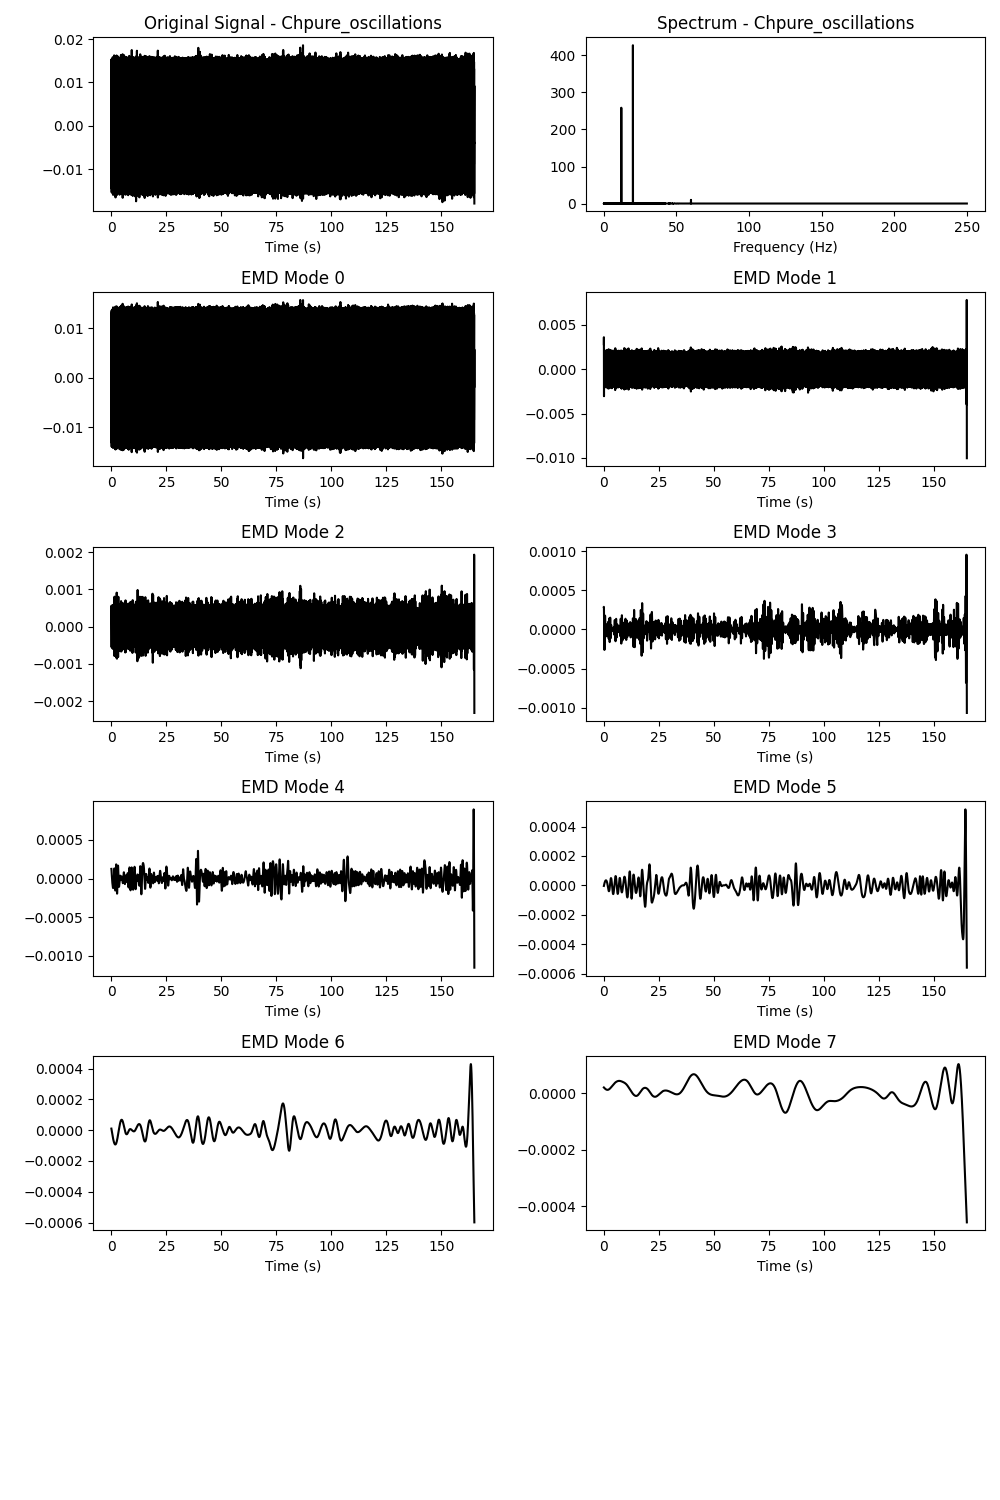 Original Signal - Chpure_oscillations
0.02
0.01
0.00
−0.01
0 25 50 75 100 125 150
Time (s)
Spectrum - Chpure_oscillations
400
300
200
100
0
0 50 100 150 200 250
Frequency (Hz)
EMD Mode 0
0.01
0.00
−0.01
0 25 50 75 100 125 150
Time (s)
EMD Mode 1
0.005
0.000
−0.005
−0.010
0 25 50 75 100 125 150
Time (s)
EMD Mode 2
0.002
0.001
0.000
−0.001
−0.002
0 25 50 75 100 125 150
Time (s)
EMD Mode 3
0.0010
0.0005
0.0000
−0.0005
−0.0010
0 25 50 75 100 125 150
Time (s)
EMD Mode 4
0.0005
0.0000
−0.0005
−0.0010
0 25 50 75 100 125 150
Time (s)
EMD Mode 5
0.0004
0.0002
0.0000
−0.0002
−0.0004
−0.0006
0 25 50 75 100 125 150
Time (s)
EMD Mode 6
0.0004
0.0002
0.0000
−0.0002
−0.0004
−0.0006
0 25 50 75 100 125 150
Time (s)
EMD Mode 7
0.0000
−0.0002
−0.0004
0 25 50 75 100 125 150
Time (s)